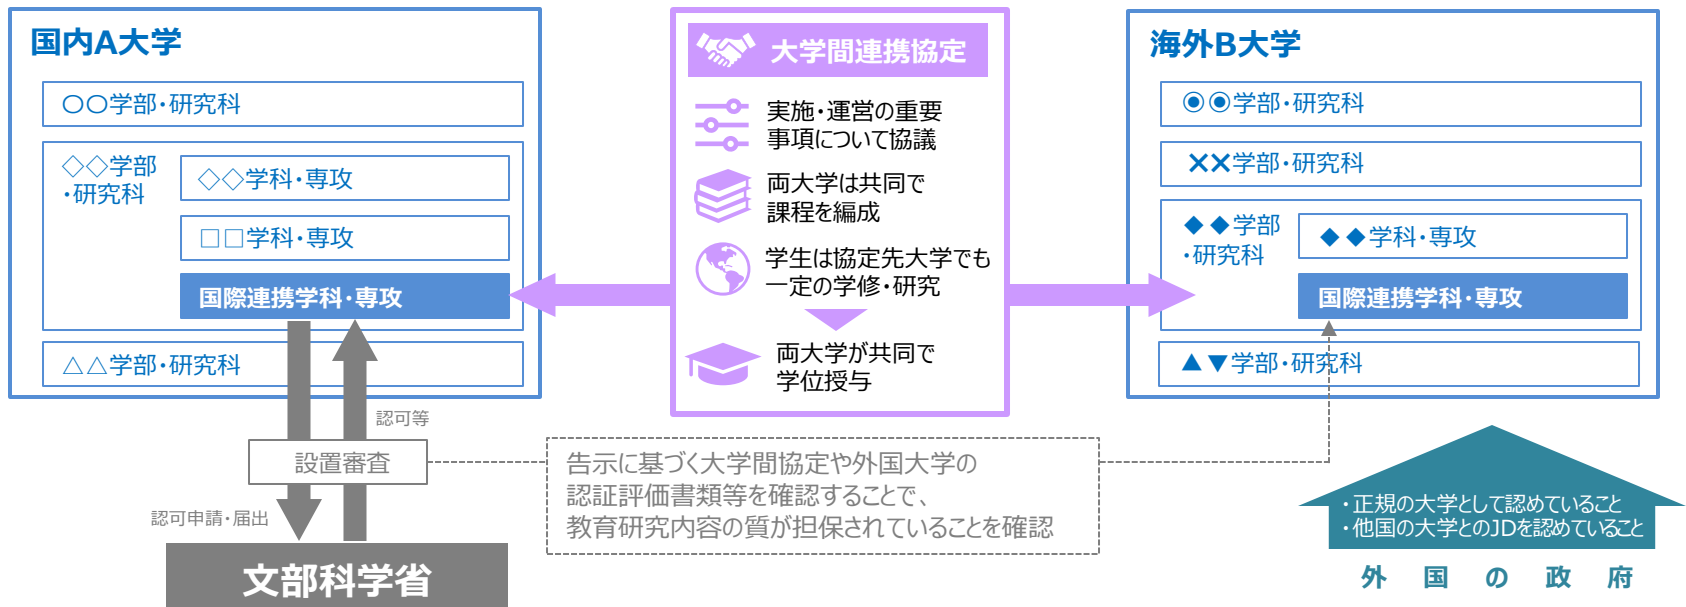 国内A大学
〇〇学部・研究科
◇◇学部
・研究科
◇◇学科・専攻
□□学科・専攻
国際連携学科・専攻
△△学部・研究科
大学間連携協定
実施・運営の重要
事項について協議
両大学は共同で
課程を編成
学生は協定先大学でも
一定の学修・研究
両大学が共同で
学位授与
海外B大学
◉◉学部・研究科
✕✕学部・研究科
◆◆学部
・研究科
◆◆学科・専攻
国際連携学科・専攻
▲▼学部・研究科
認可等
設置審査
認可申請・届出
文部科学省
告示に基づく大学間協定や外国大学の
認証評価書類等を確認することで、
教育研究内容の質が担保されていることを確認
・正規の大学として認めていること
・他国の大学とのJDを認めていること
外国の政府